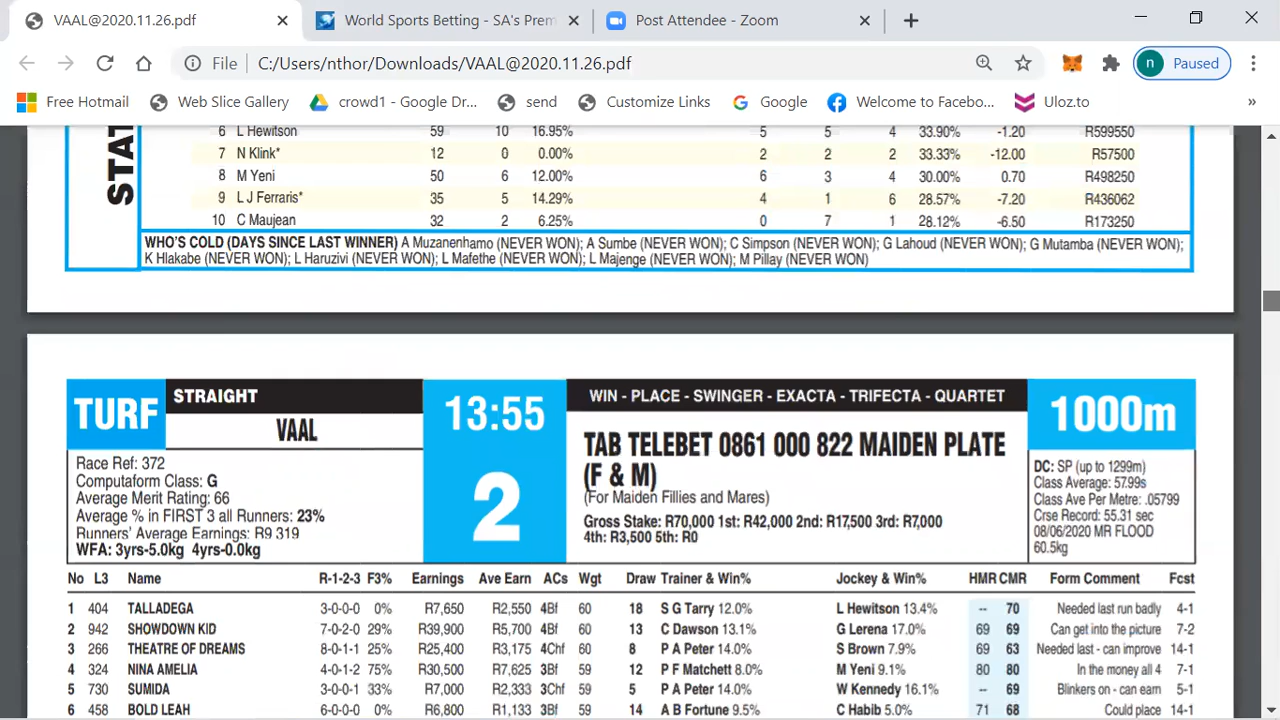 VAAL@2020.11.26.pdf
World Sports Betting - SA's Prem
Post Attendee - Zoom
File C:/Users/nthor/Downloads/VAAL@2020.11.26.pdf
n Paused
Free Hotmail Web Slice Gallery crowd1 - Google Dr... send Customize Links Google Welcome to Facebo... Uloz.to »
STAT
6 L Hewitson 59 10 16.95% 5 5 4 33.90% -1.20 R599550
7 N Klink* 12 0 0.00% 2 2 2 33.33% -12.00 R57500
8 M Yeni 50 6 12.00% 6 3 4 30.00% 0.70 R498250
9 L J Ferraris* 35 5 14.29% 4 1 6 28.57% -7.20 R436062
10 C Maujean 32 2 6.25% 0 7 1 28.12% -6.50 R173250
WHO'S COLD (DAYS SINCE LAST WINNER) A Muzanenhamo (NEVER WON); A Sumbe (NEVER WON); C Simpson (NEVER WON); G Lahoud (NEVER WON); G Mutamba (NEVER WON);
K Hlakabe (NEVER WON); L Haruzivi (NEVER WON); L Mafethe (NEVER WON); L Majenge (NEVER WON); M Pillay (NEVER WON)
TURF STRAIGHT
VAAL
Race Ref: 372
Computaform Class: G
Average Merit Rating: 66
Average % in FIRST 3 all Runners: 23%
Runners' Average Earnings: R9 319
WFA: 3yrs-5.0kg 4yrs-0.0kg
13:55
2
WIN - PLACE - SWINGER - EXACTA - TRIFECTA - QUARTET
TAB TELEBET 0861 000 822 MAIDEN PLATE
(F & M)
(For Maiden Fillies and Mares)
Gross Stake: R70,000 1st: R42,000 2nd: R17,500 3rd: R7,000
4th: R3,500 5th: R0
1000m
DC: SP (up to 1299m)
Class Average: 57.99s
Class Ave Per Metre: .05799
Crse Record: 55.31 sec
08/06/2020 MR FLOOD
60.5kg
No L3 Name R-1-2-3 F3% Earnings Ave Earn ACs Wgt Draw Trainer & Win% Jockey & Win% HMR CMR Form Comment Fcst
1 404 TALLADEGA 3-0-0-0 0% R7,650 R2,550 4Bf 60 18 S G Tarry 12.0% L Hewitson 13.4% -- 70 Needed last run badly 4-1
2 942 SHOWDOWN KID 7-0-2-0 29% R39,900 R5,700 4Bf 60 13 C Dawson 13.1% G Lerena 17.0% 69 69 Can get into the picture 7-2
3 266 THEATRE OF DREAMS 8-0-1-1 25% R25,400 R3,175 4Chf 60 8 P A Peter 14.0% S Brown 7.9% 69 63 Needed last - can improve 14-1
4 324 NINA AMELIA 4-0-1-2 75% R30,500 R7,625 3Bf 59 12 P F Matchett 8.0% M Yeni 9.1% 80 80 In the money all 4 7-1
5 730 SUMIDA 3-0-0-1 33% R7,000 R2,333 3Chf 59 5 P A Peter 14.0% W Kennedy 16.1% -- 69 Blinkers on - can earn 5-1
6 458 BOLD LEAH 6-0-0-0 0% R6,800 R1,133 3Bf 59 14 A B Fortune 9.5% C Habib 5.0% 71 68 Could place 14-1